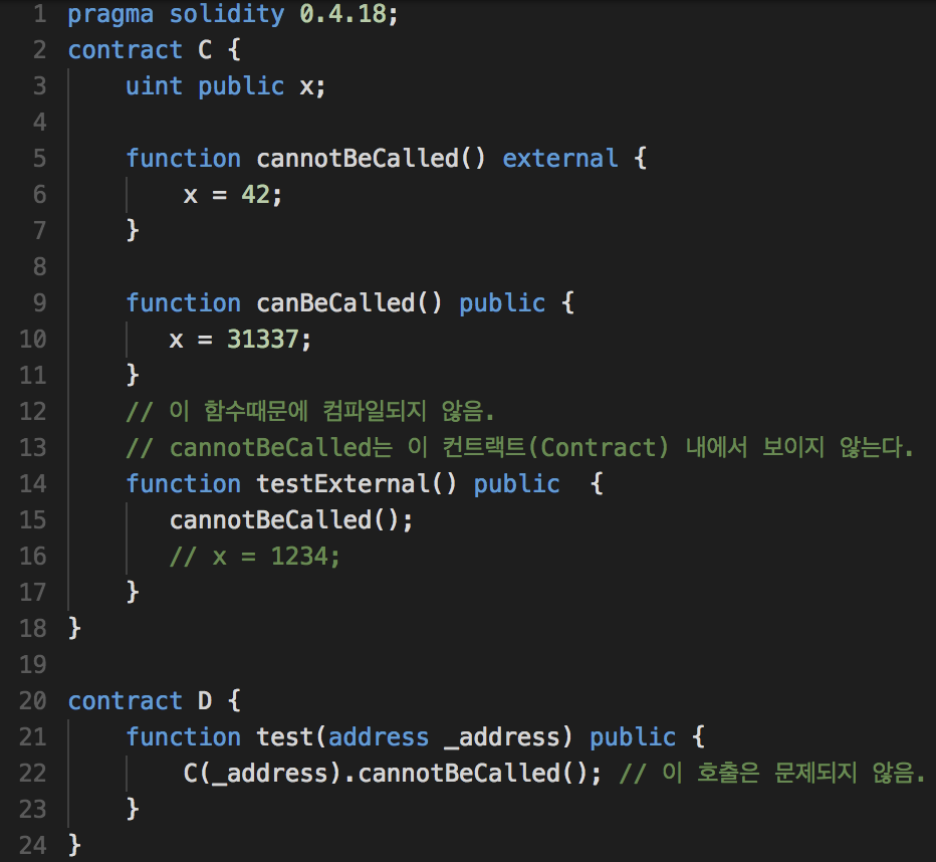 1 pragma solidity 0.4.18;
2 contract C {
3 uint public x;
4
5 function cannotBeCalled() external {
6 x = 42;
7 }
8
9 function canBeCalled() public {
10 x = 31337;
11 }
12 // 이 함수때문에 컴파일되지 않음.
13 // cannotBeCalled는 이 컨트랙트(Contract) 내에서 보이지 않는다.
14 function testExternal() public  {
15 cannotBeCalled();
16 // x = 1234;
17 }
18 }
19
20 contract D {
21 function test(address _address) public {
22 C(_address).cannotBeCalled(); // 이 호출은 문제되지 않음.
23 }
24 }